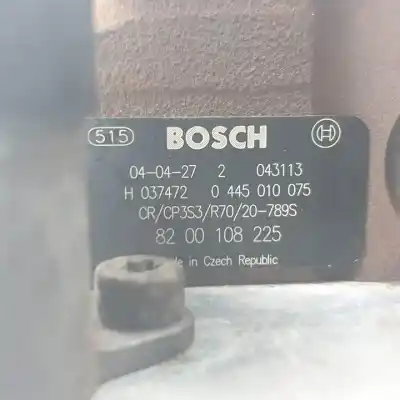 515 BOSCH
04-04-27 2 043113
H 037472 0 445 010 075
CR/CP3S3/R70/20-789S
82 00 108 225
in Czech Republic